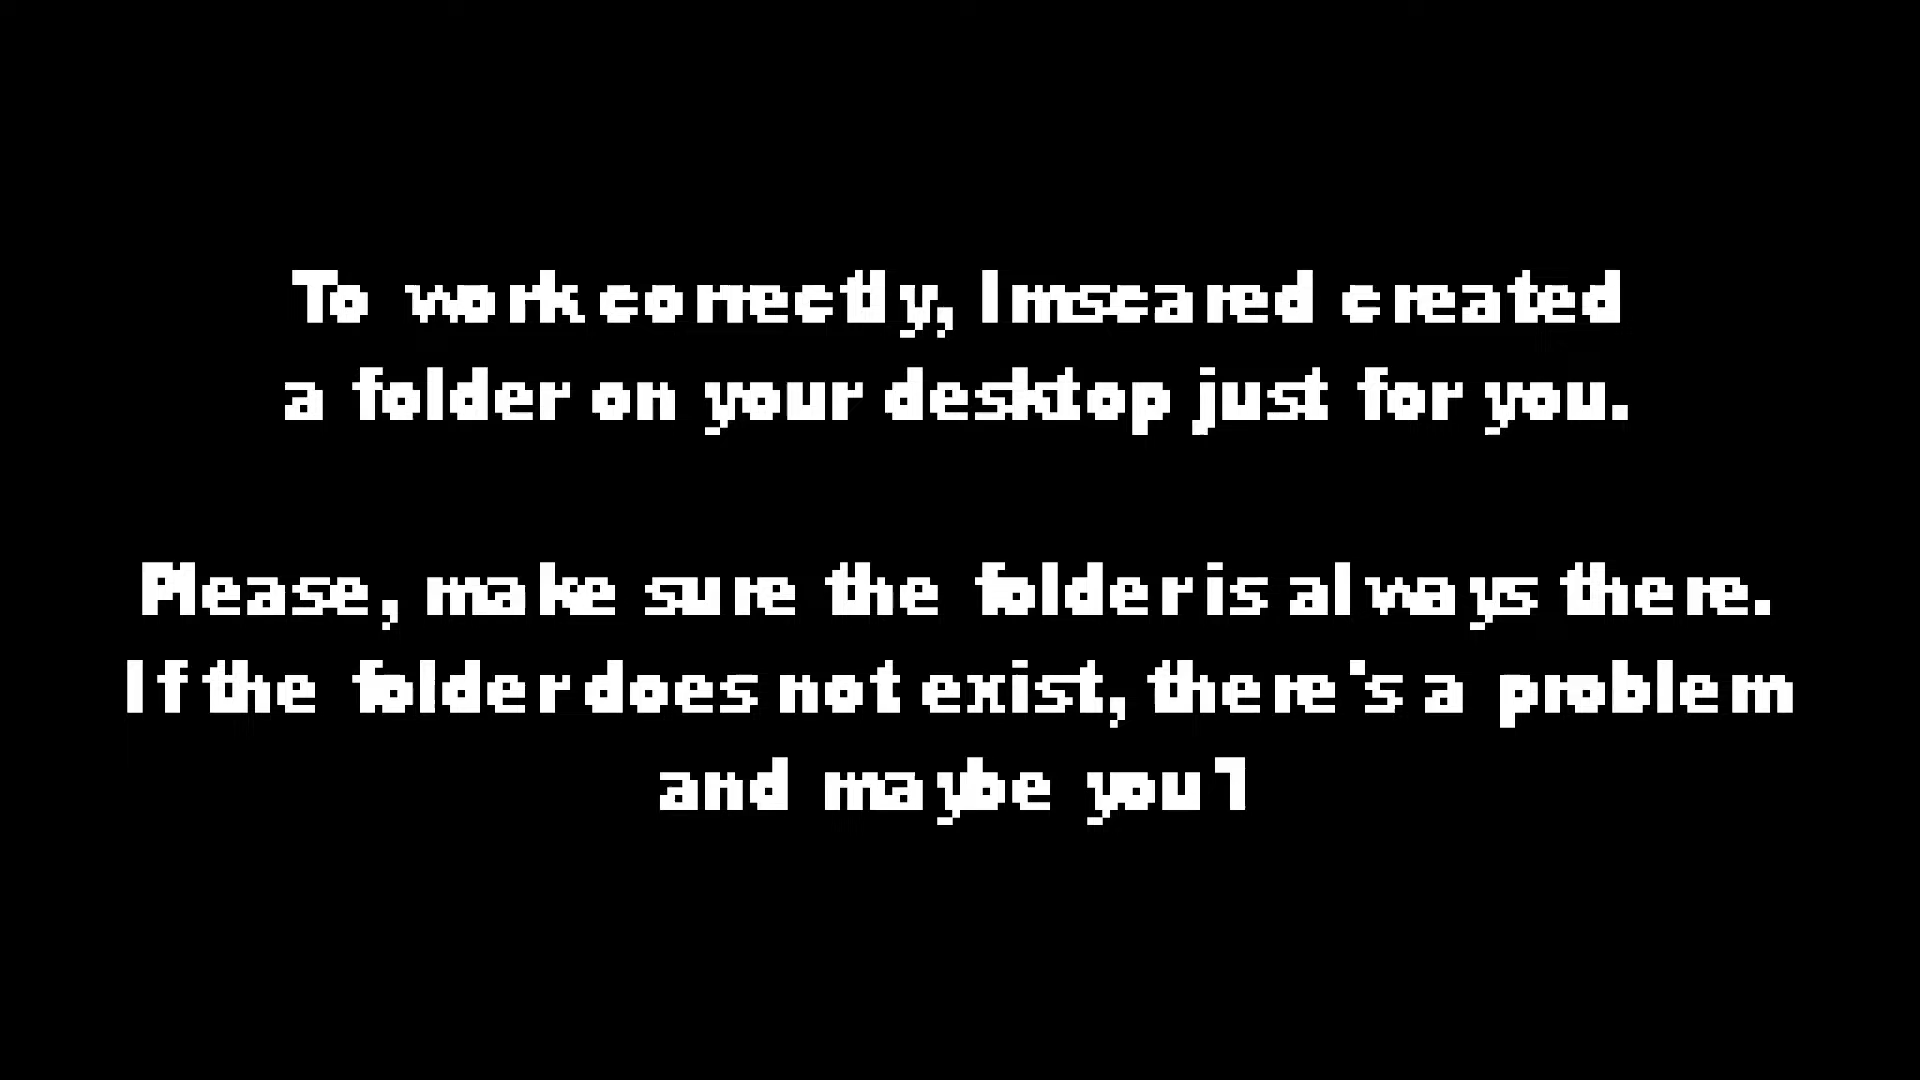 To work correctly, Imscared created
a folder on your desktop just for you.
Please, make sure the folder is always there.
If the folder does not exist, there's a problem
and maybe you1